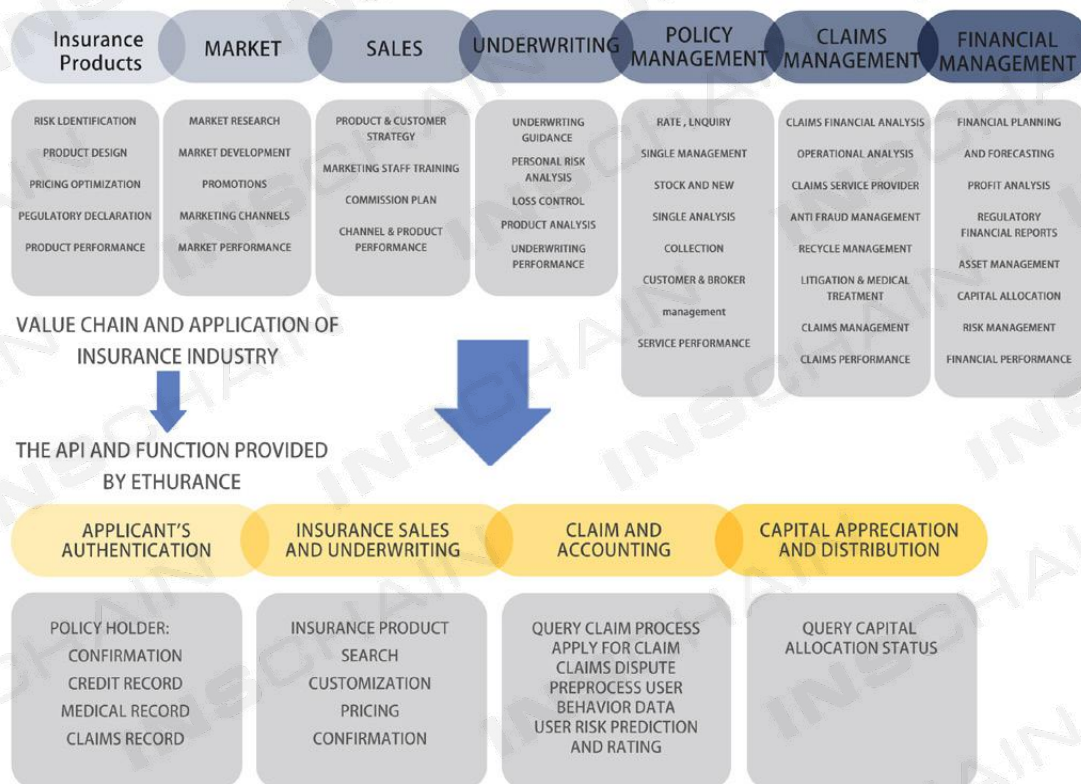 Insurance
Products
MARKET
SALES
UNDERWRITING
POLICY
MANAGEMENT
CLAIMS
MANAGEMENT
FINANCIAL
MANAGEMENT
RISK LDENTIFICATION
PRODUCT DESIGN
PRICING OPTIMIZATION
PEGULATORY DECLARATION
PRODUCT PERFORMANCE
MARKET RESEARCH
MARKET DEVELOPMENT
PROMOTIONS
MARKETING CHANNELS
MARKET PERFORMANCE
PRODUCT & CUSTOMER
STRATEGY
MARKETING STAFF TRAINING
COMMISSION PLAN
CHANNEL & PRODUCT
PERFORMANCE
UNDERWRTING
GUIDANCE
PERSONAL RISK
ANALYSIS
LOSS CONTROL
PRODUCT ANALYSIS
UNDERWRITING
PERFORMANCE
RATE , LNQUIRY
SINGLE MANAGEMENT
STOCK AND NEW
SINGLE ANALYSIS
COLLECTION
CUSTOMER & BROKER
management
SERVICE PERFORMANCE
CLAIMS FINANCIAL ANALYSIS
OPERATIONAL ANALYSIS
CLAIMS SERVICE PROVIDER
ANTI FRAUD MANAGEMENT
RECYCLE MANAGEMENT
LITIGATION & MEDICAL
TREATMENT
CLAIMS MANAGEMENT
CLAIMS PERFORMANCE
FINANCIAL PLANNING
AND FORECASTING
PROFIT ANALYSIS
REGULATORY
FINANCIAL REPORTS
ASSET MANAGEMENT
CAPITAL ALLOCATION
RISK MANAGEMENT
FINANCIAL PERFORMANCE
VALUE CHAIN AND APPLICATION OF
INSURANCE INDUSTRY
THE API AND FUNCTION PROVIDED
BY ETHURANCE
APPLICANT'S
AUTHENTICATION
INSURANCE SALES
AND UNDERWRITING
CLAIM AND
ACCOUNTING
CAPITAL APPRECIATION
AND DISTRIBUTION
POLICY HOLDER:
CONFIRMATION
CREDIT RECORD
MEDICAL RECORD
CLAIMS RECORD
INSURANCE PRODUCT
SEARCH
CUSTOMIZATION
PRICING
CONFIRMATION
QUERY CLAIM PROCESS
APPLY FOR CLAIM
CLAIMS DISPUTE
PREPROCESS USER
BEHAVIOR DATA
USER RISK PREDICTION
AND RATING
QUERY CAPITAL
ALLOCATION STATUS
INSCHAIN